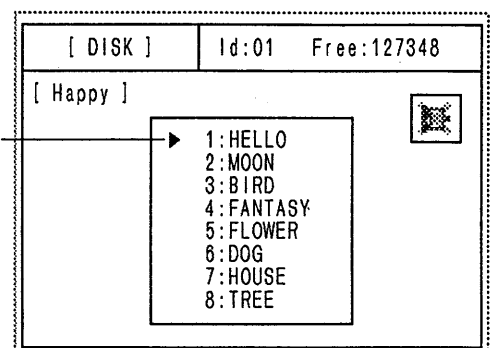 [ DISK ] Id:01 Free:127348
[ Happy ]
1:HELLO
2:MOON
3:BIRD
4:FANTASY
5:FLOWER
6:DOG
7:HOUSE
8:TREE